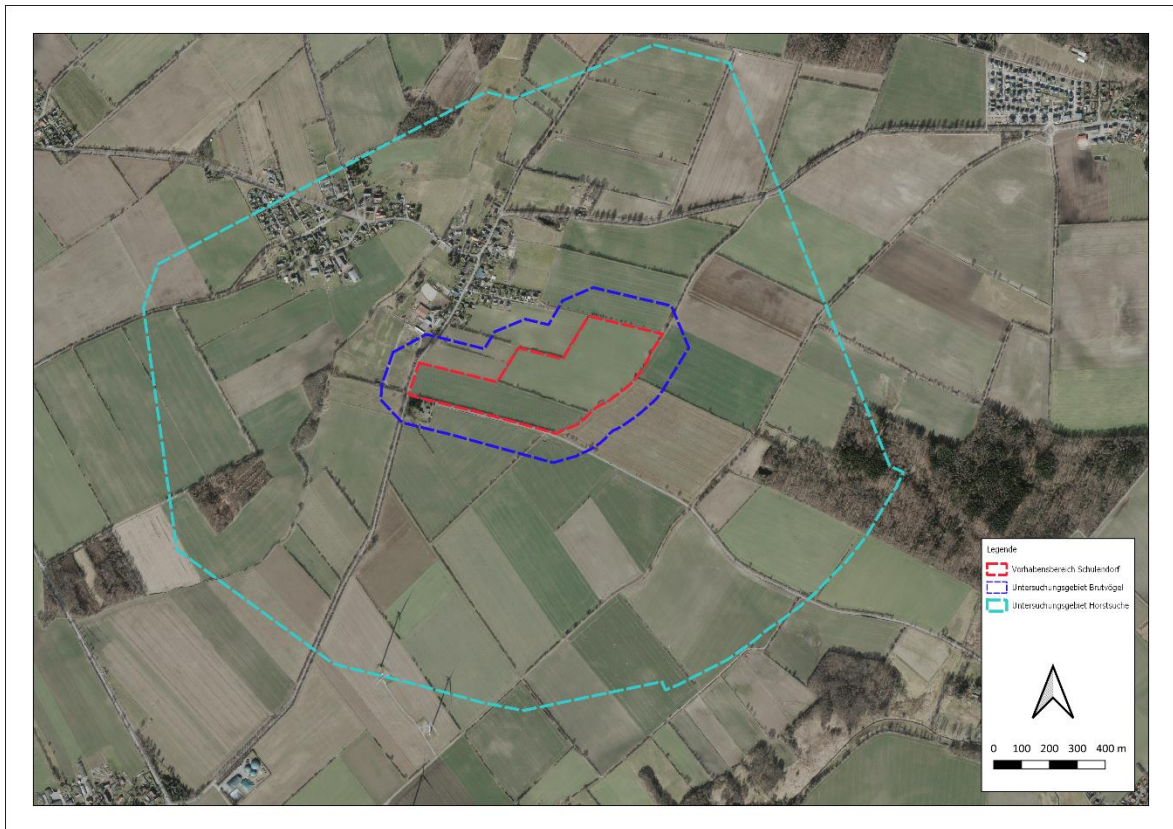 Legende
Vorhabensbereich Schulendorf
Untersuchungsgebiet Brutvögel
Untersuchungsgebiet Horstsuche
0 100 200 300 400 m